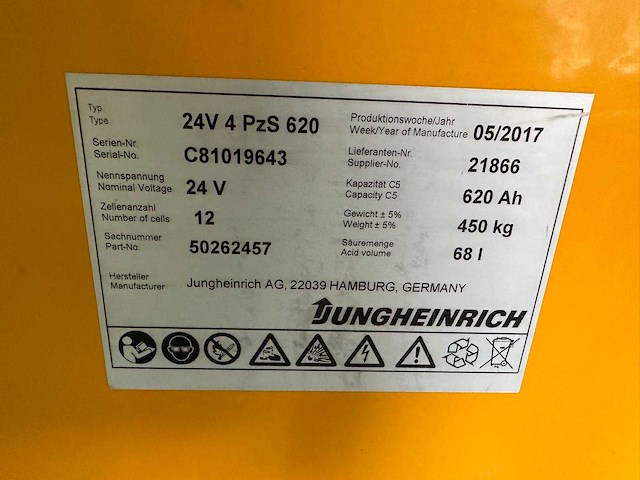 Typ
Type
24V 4 PzS 620
Produktionswoche/Jahr
Week/Year of Manufacture
05/2017
Serien-Nr.
Serial-No.
C81019643
Lieferanten-Nr.
Supplier-No.
21866
Nennspannung
Nominal Voltage
24 V
Kapazität C5
Capacity C5
620 Ah
Zellenanzahl
Number of cells
12
Gewicht ± 5%
Weight ± 5%
450 kg
Sachnummer
Part-No.
50262457
Säuremenge
Acid volume
68 l
Hersteller
Manufacturer
Jungheinrich AG, 22039 HAMBURG, GERMANY
JUNGHEINRICH